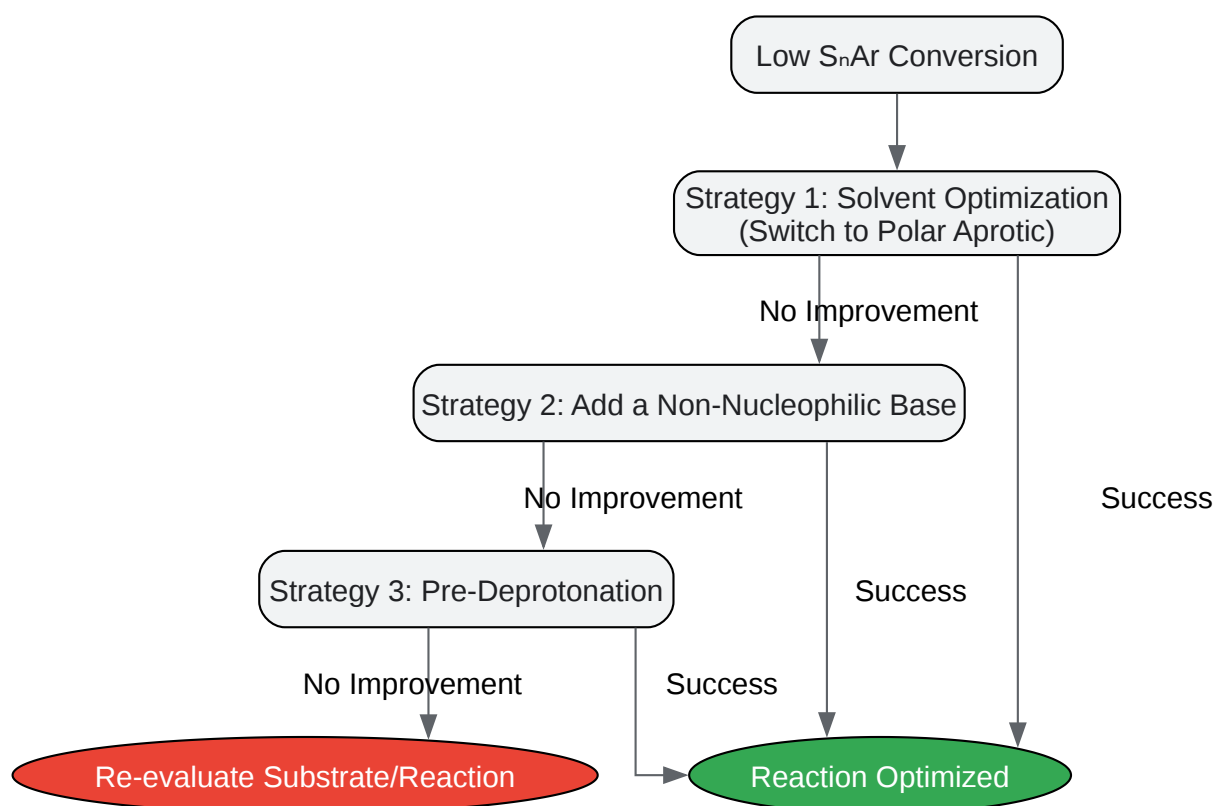 Low SₙAr Conversion
Strategy 1: Solvent Optimization
(Switch to Polar Aprotic)
No Improvement
Strategy 2: Add a Non-Nucleophilic Base
No Improvement
Success
Strategy 3: Pre-Deprotonation
Success
No Improvement
Success
Re-evaluate Substrate/Reaction
Reaction Optimized